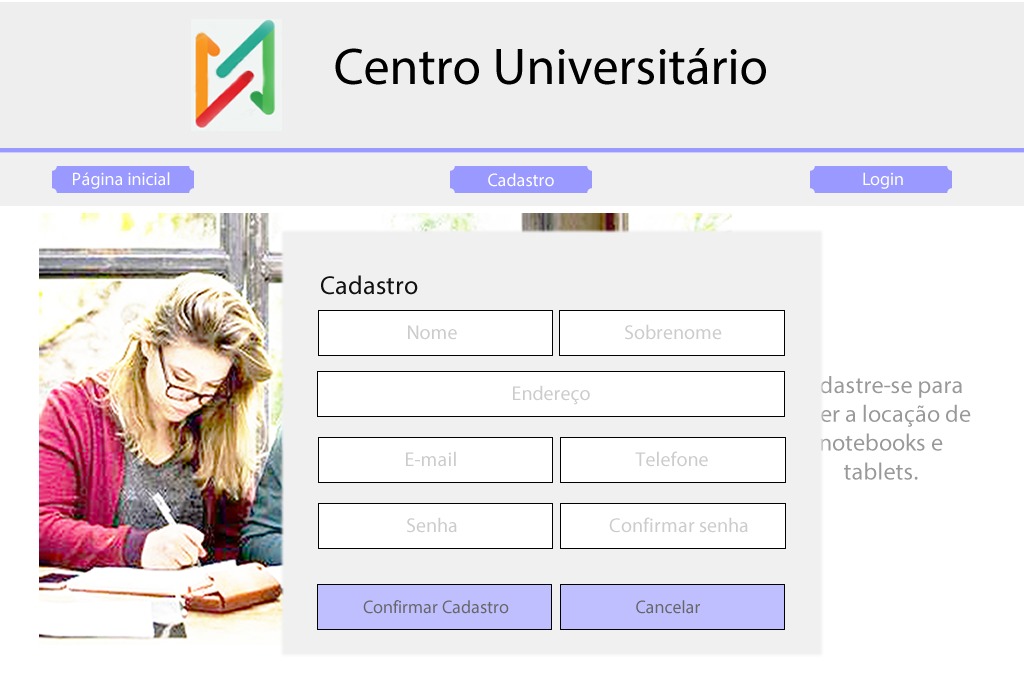 Centro Universitário
Página inicial
Cadastro
Login
Cadastro
Nome
Sobrenome
Endereço
E-mail
Telefone
Senha
Confirmar senha
Confirmar Cadastro
Cancelar
dastre-se para
er a locação de
notebooks e
tablets.